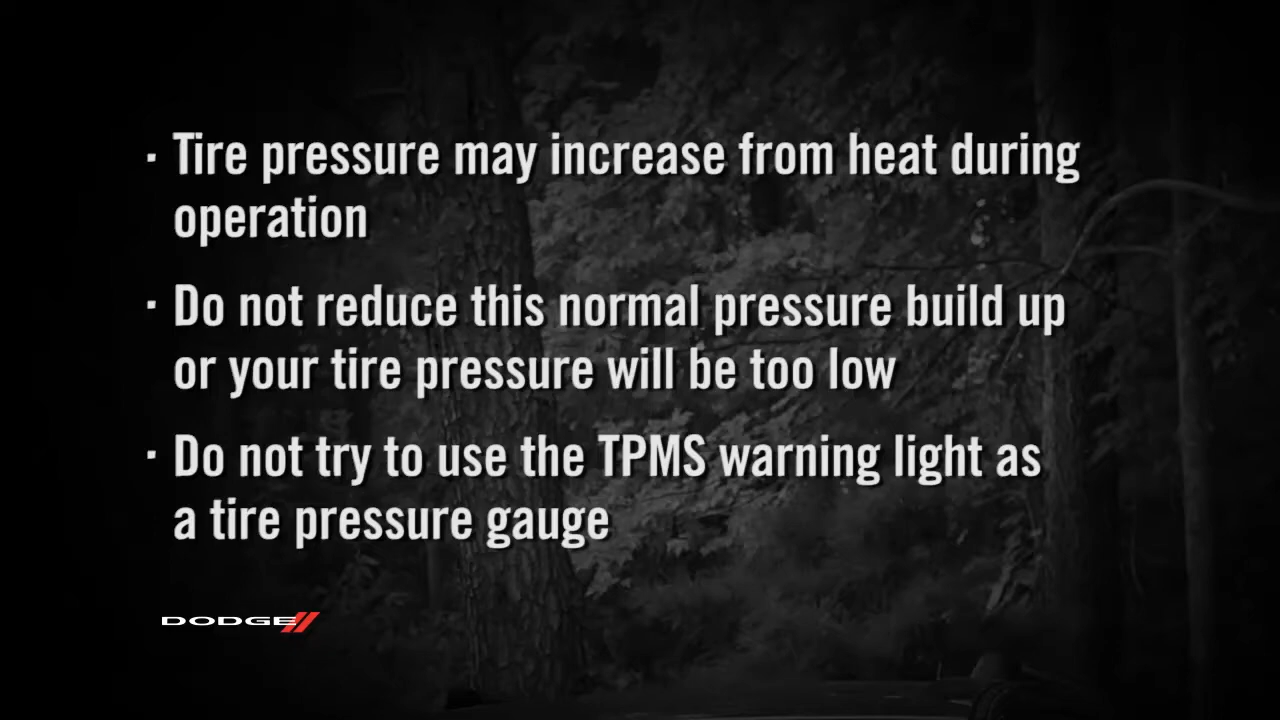 · Tire pressure may increase from heat during
operation
· Do not reduce this normal pressure build up
or your tire pressure will be too low
· Do not try to use the TPMS warning light as
a tire pressure gauge
DODGE